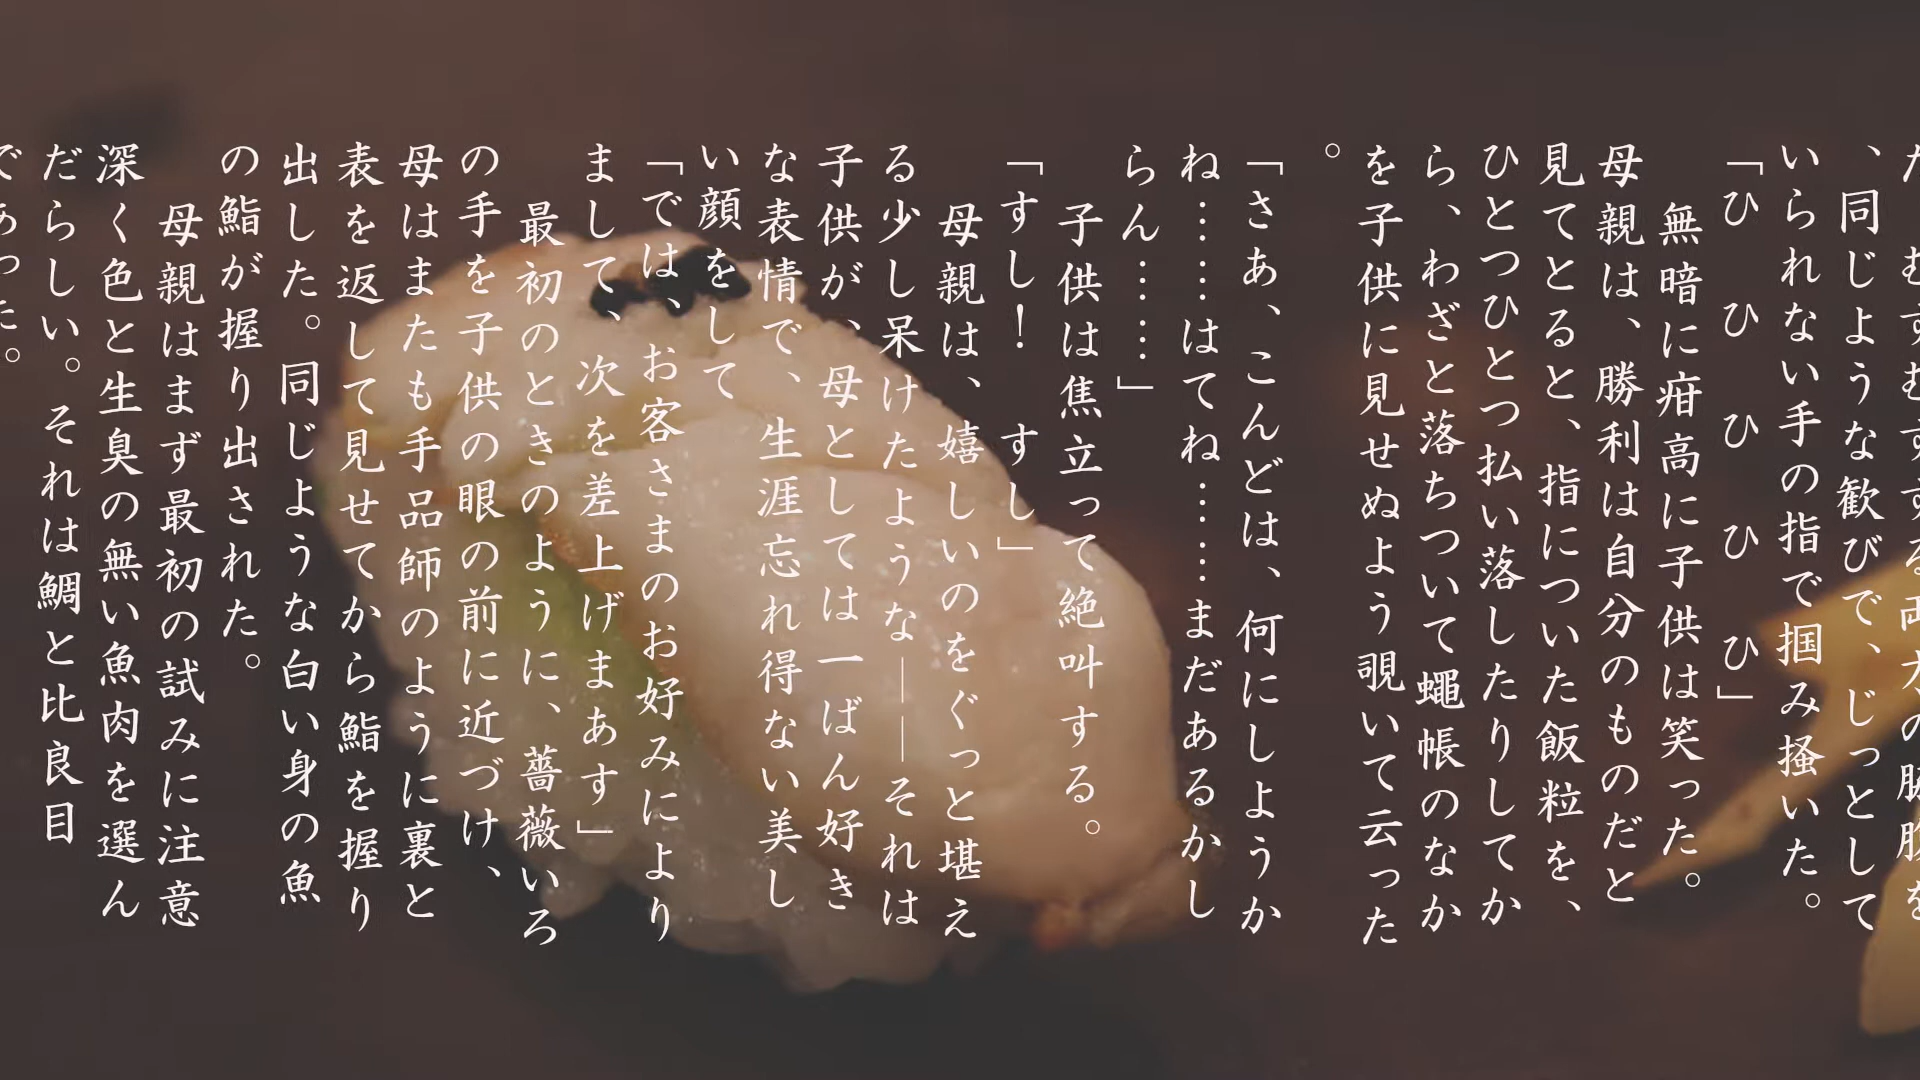 むずむずする両方の脇腹を
、同じような歓びで、じっとして
いられない手の指で掴み掻いた。
「ひ ひ ひ ひ ひ」
無暗に疳高に子供は笑った。
母親は、勝利は自分のものだと
見てとると、指についた飯粒を、
ひとつひとつ払い落したりしてか
ら、わざと落ちついて蠅帳のなか
を子供に見せぬよう覗いて云った
。
「さあ、こんどは、何にしようか
ね……はてね……まだあるかし
らん……」
子供は焦立って絶叫する。
「すし! すし」
母親は、嬉しいのをぐっと堪え
る少し呆けたような――それは
子供が、母としては一ばん好き
な表情で、生涯忘れ得ない美し
い顔をして
「では、お客さまのお好みにより
まして、次を差上げまあす」
最初のときのように、薔薇いろ
の手を子供の眼の前に近づけ、
母はまたも手品師のように裏と
表を返して見せてから鮨を握り
出した。同じような白い身の魚
の鮨が握り出された。
母親はまず最初の試みに注意
深く色と生臭の無い魚肉を選ん
だらしい。それは鯛と比良目
であった。